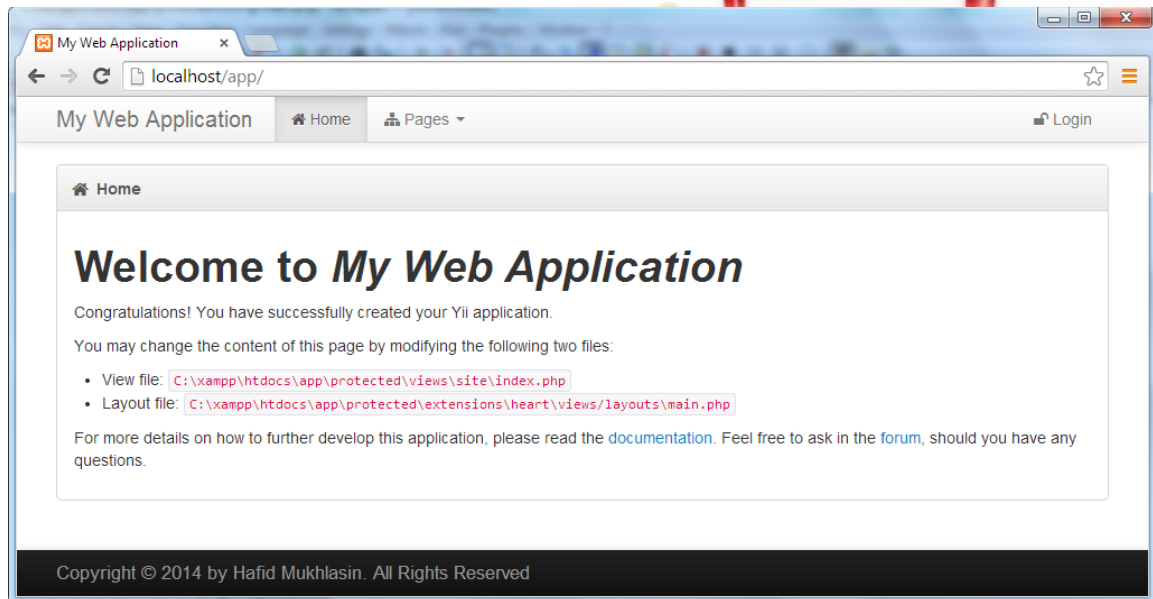 My Web Application
localhost/app/
My Web Application Home Pages Login
Home
Welcome to My Web Application
Congratulations! You have successfully created your Yii application.
You may change the content of this page by modifying the following two files:
• View file: C:\xampp\htdocs\app\protected\views\site\index.php
• Layout file: C:\xampp\htdocs\app\protected\extensions\heart\views/layouts\main.php
For more details on how to further develop this application, please read the documentation. Feel free to ask in the forum, should you have any
questions.
Copyright © 2014 by Hafid Mukhlasin. All Rights Reserved